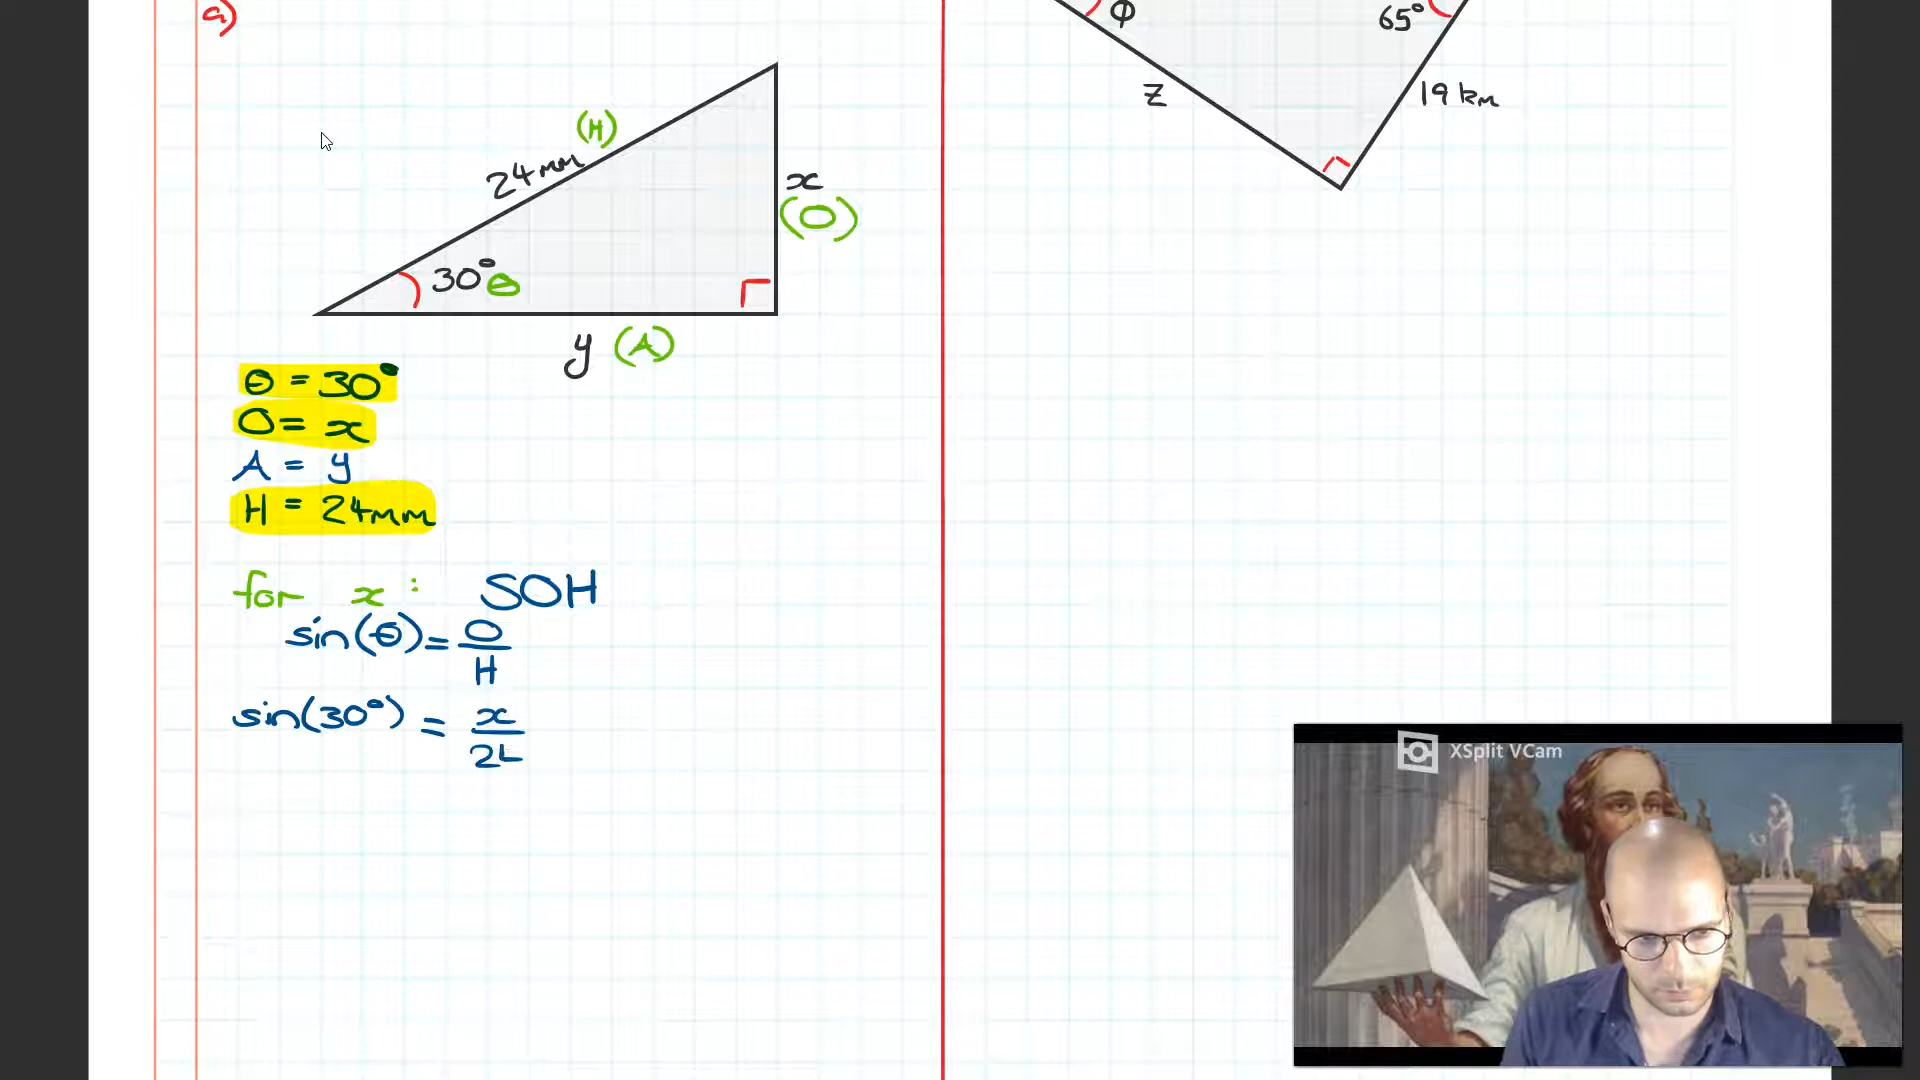 a)
(H)
24mm
x
(O)
30° θ
y (A)
θ = 30°
O = x
A = y
H = 24mm
for x: SOH
sin(θ) = O/H
sin(30°) = x/24
ϕ
65°
z
19 km
XSplit VCam